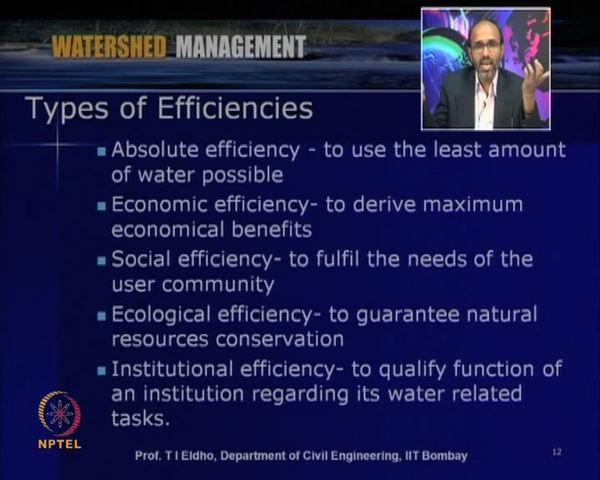 WATERSHED MANAGEMENT
Types of Efficiencies
Absolute efficiency - to use the least amount
of water possible
Economic efficiency- to derive maximum
economical benefits
Social efficiency- to fulfil the needs of the
user community
Ecological efficiency- to guarantee natural
resources conservation
Institutional efficiency- to qualify function of
an institution regarding its water related
tasks.
NPTEL
Prof. T I Eldho, Department of Civil Engineering, IIT Bombay
12